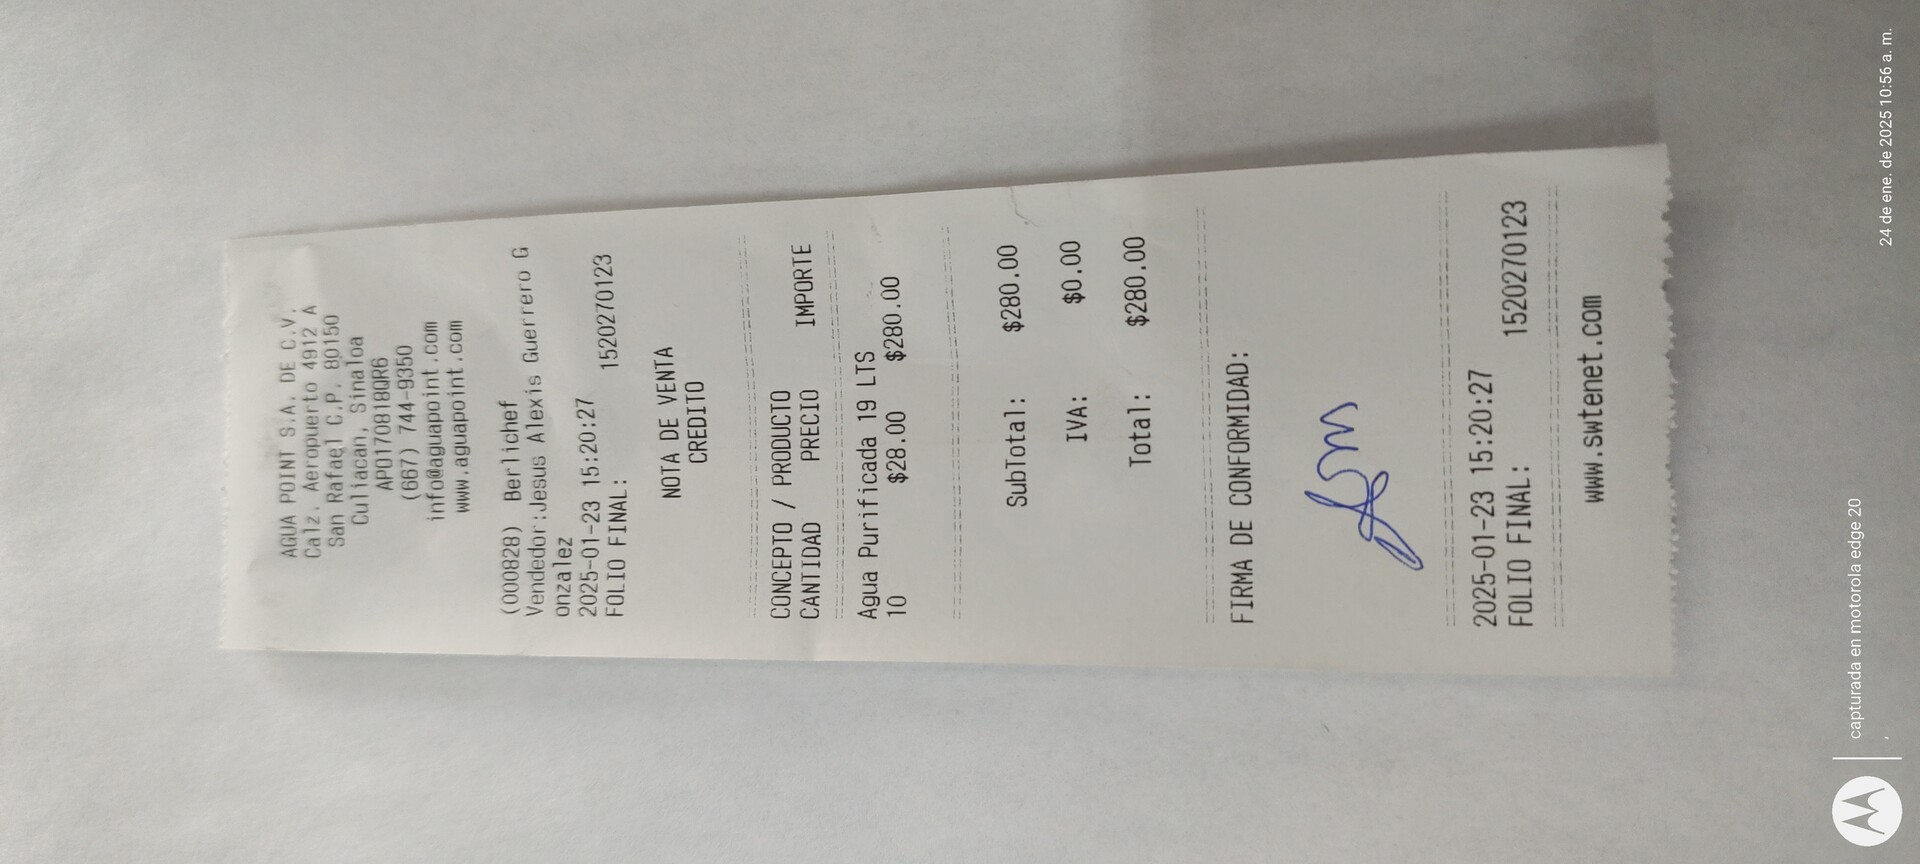 AGUA POINT S.A. DE C.V.
Calz. Aeropuerto 4912 A
San Rafael C.P. 80150
Culiacan, Sinaloa
APO170818QR6
(667) 744-9350
info@aguapoint.com
www.aguapoint.com
(000828) Berlichef
Vendedor:Jesus Alexis Guerrero G
onzalez
2025-01-23 15:20:27
FOLIO FINAL: 1520270123
NOTA DE VENTA
CREDITO
CONCEPTO / PRODUCTO
CANTIDAD PRECIO IMPORTE
Agua Purificada 19 LTS
10 $28.00 $280.00
SubTotal: $280.00
IVA: $0.00
Total: $280.00
FIRMA DE CONFORMIDAD:
2025-01-23 15:20:27
FOLIO FINAL: 1520270123
www.swtenet.com
capturada en motorola edge 20
,
24 de ene. de 2025 10:56 a. m.